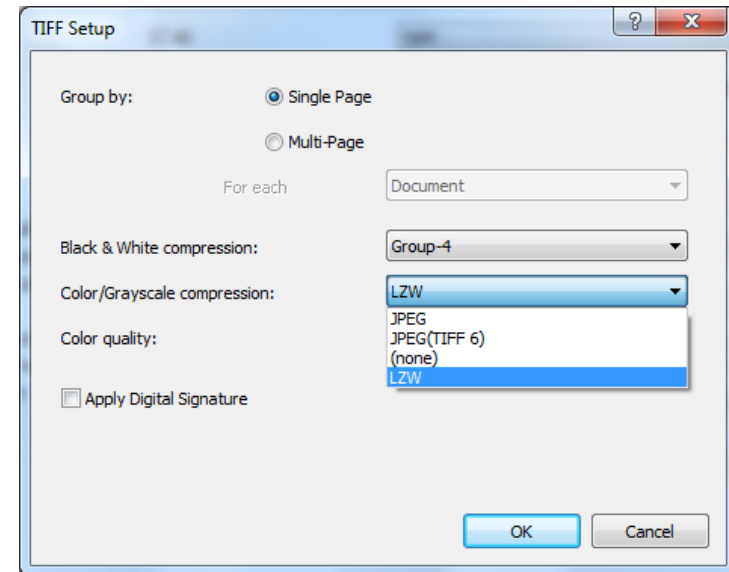 TIFF Setup
Group by: Single Page
Multi-Page
For each Document
Black & White compression: Group-4
Color/Grayscale compression: LZW
JPEG
Color quality: JPEG(TIFF 6)
(none)
LZW
Apply Digital Signature
OK Cancel